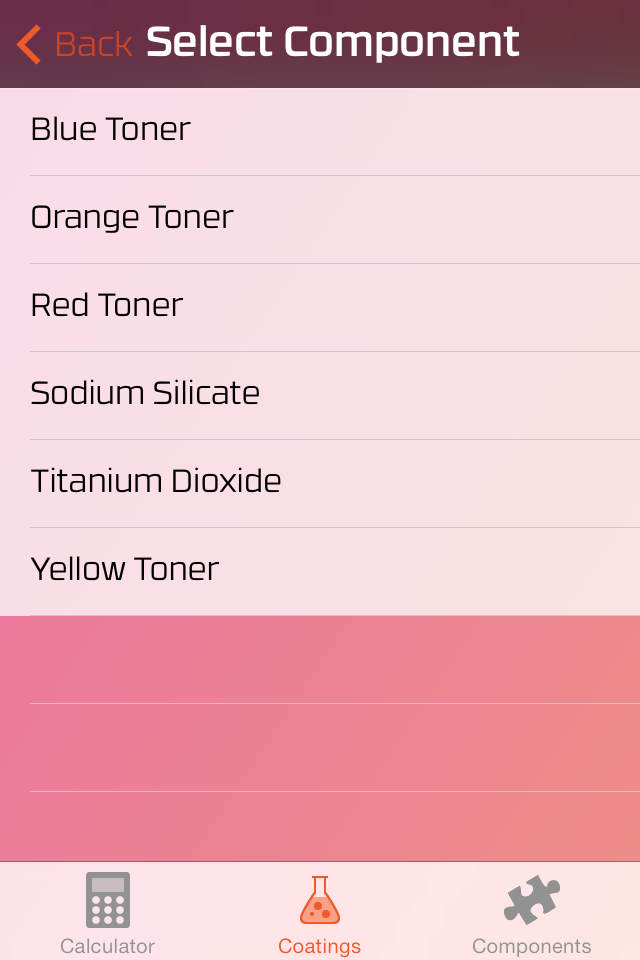 Back Select Component
Blue Toner
Orange Toner
Red Toner
Sodium Silicate
Titanium Dioxide
Yellow Toner
Calculator Coatings Components